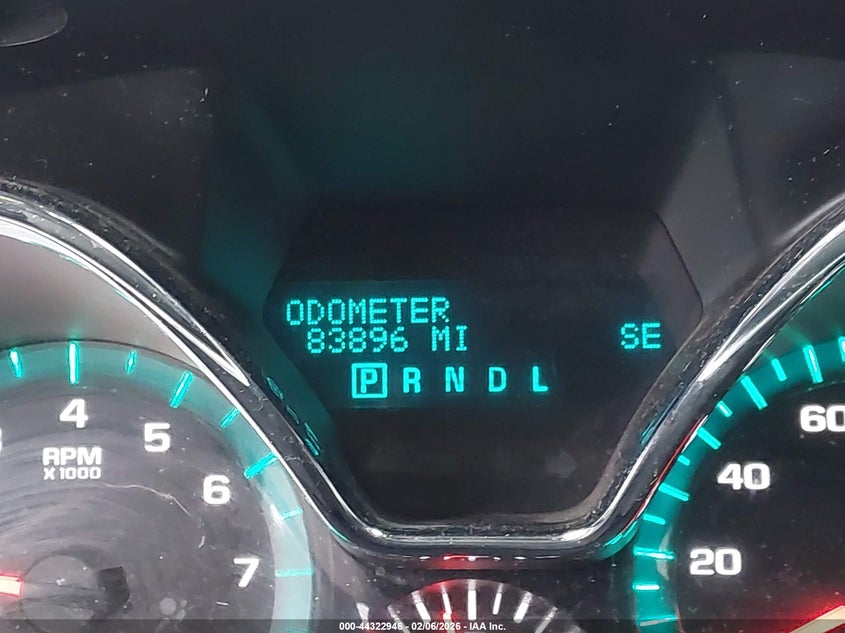 ODOMETER
83896 MI
SE
P R N D L
4
5
6
7
RPM
X 1000
60
40
20
000-44322946 - 02/06/2026 - IAA Inc.